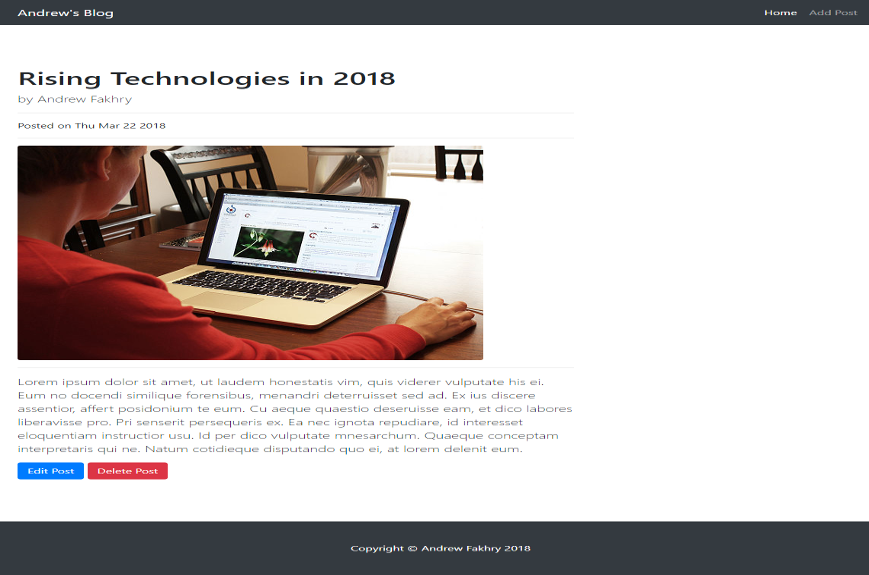 Andrew's Blog
Home Add Post
Rising Technologies in 2018
by Andrew Fakhry
Posted on Thu Mar 22 2018
Lorem ipsum dolor sit amet, ut laudem honestatis vim, quis viderer vulputate his ei.
Eum no docendi similique forensibus, menandri deterruisset sed ad. Ex ius discere
assentior, affert posidonium te eum. Cu aeque quaestio deseruisse eam, et dico labores
liberavisse pro. Pri senserit persequeris ex. Ea nec ignota repudiare, id interesset
eloquentiam instructior usu. Id per dico vulputate mnesarchum. Quaeque conceptam
interpretaris qui ne. Natum cotidieque disputando quo ei, at lorem delenit eum.
Edit Post Delete Post
Copyright © Andrew Fakhry 2018